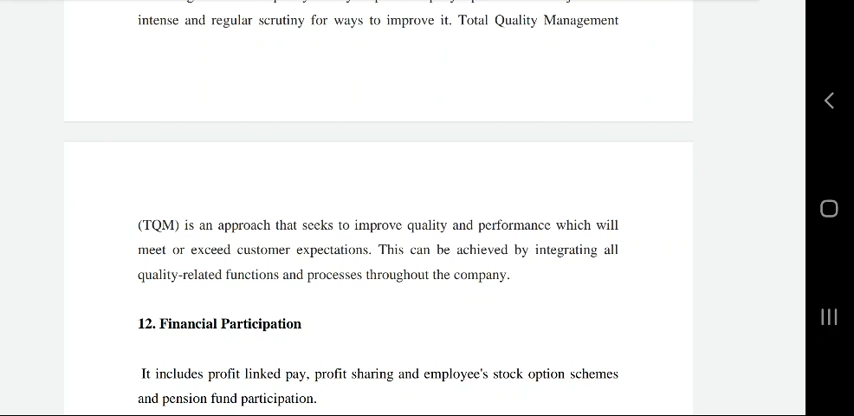 intense and regular scrutiny for ways to improve it. Total Quality Management
(TQM) is an approach that seeks to improve quality and performance which will
meet or exceed customer expectations. This can be achieved by integrating all
quality-related functions and processes throughout the company.
12. Financial Participation
It includes profit linked pay, profit sharing and employee's stock option schemes
and pension fund participation.